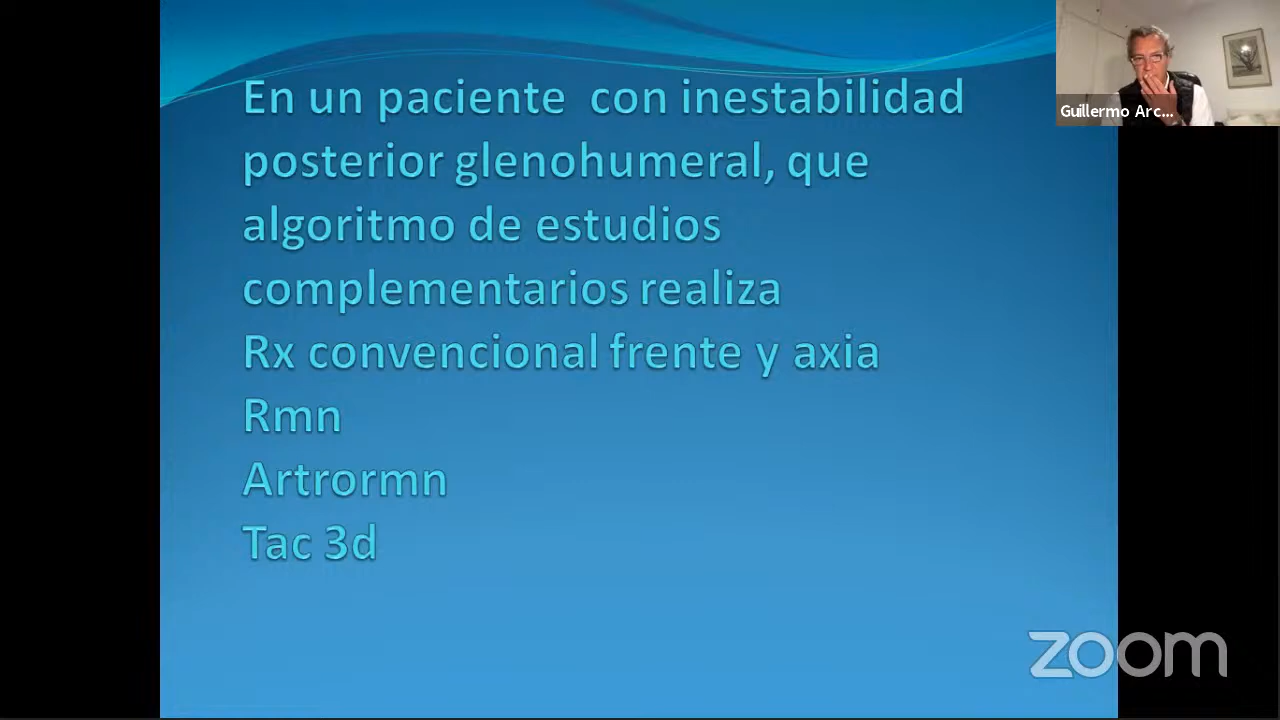 En un paciente con inestabilidad
posterior glenohumeral, que
algoritmo de estudios
complementarios realiza
Rx convencional frente y axia
Rmn
Artrormn
Tac 3d
Guillermo Arc...
zoom